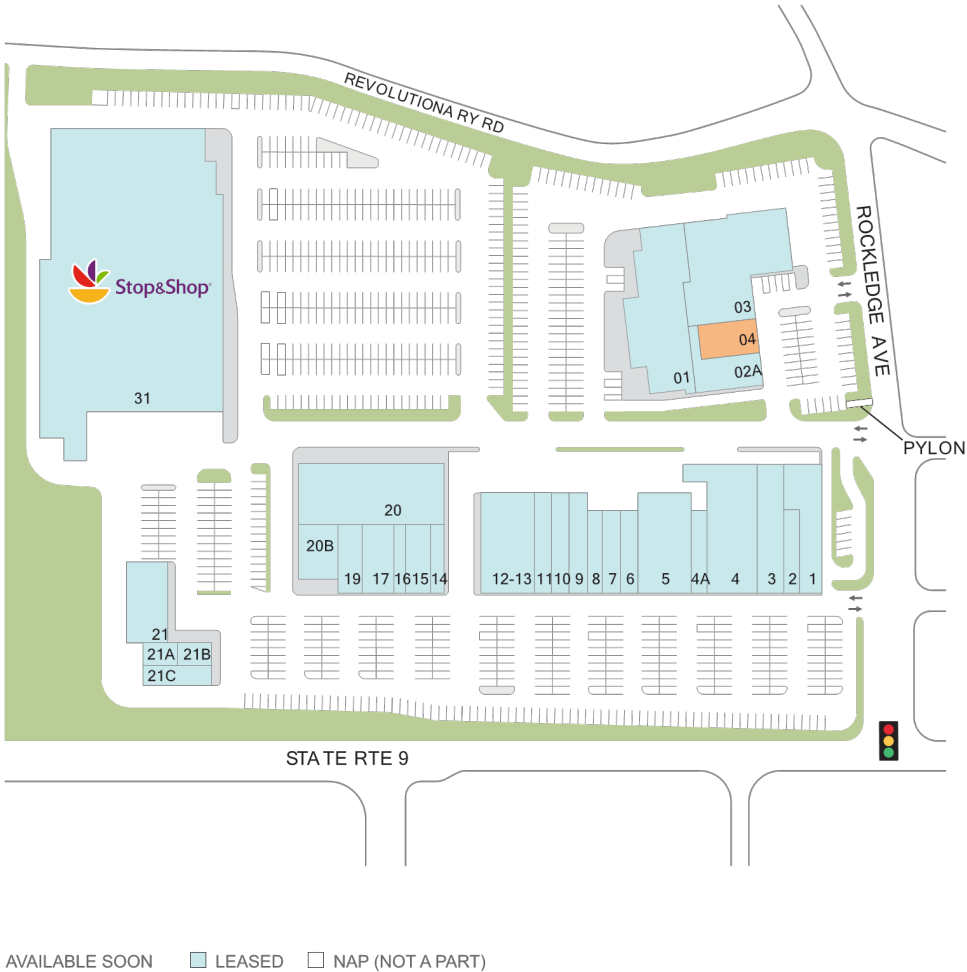 REVOLUTIONA RY RD
ROCKLEDGE AVE
Stop&Shop
31
03
04
02A
01
PYLON
20
20B
19
17
16
15
14
12-13
11
10
9
8
7
6
5
4A
4
3
2
1
21
21A
21B
21C
STATE RTE 9
AVAILABLE SOON
LEASED
NAP (NOT A PART)